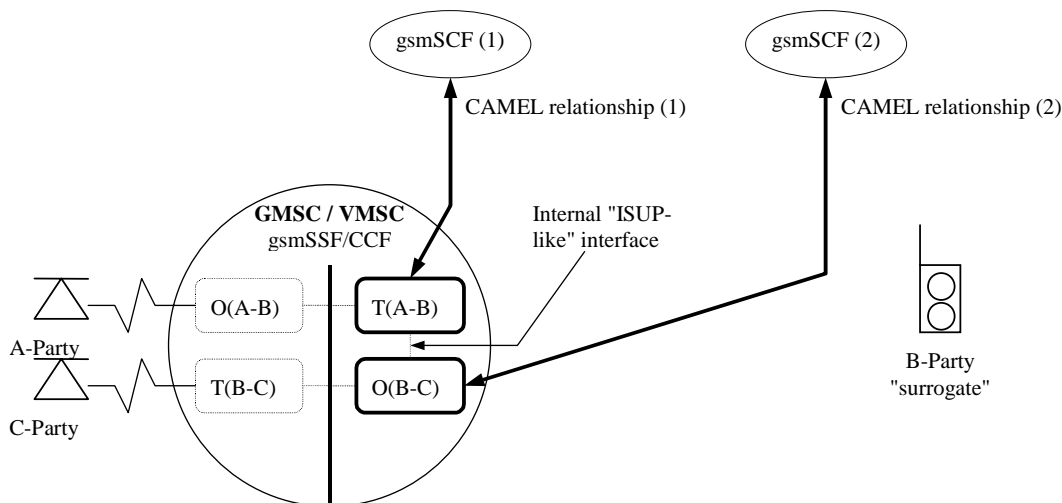 gsmSCF (1)
gsmSCF (2)
CAMEL relationship (1)
CAMEL relationship (2)
GMSC / VMSC
gsmSSF/CCF
Internal "ISUP-
like" interface
O(A-B)
T(A-B)
A-Party
T(B-C)
O(B-C)
C-Party
B-Party
"surrogate"